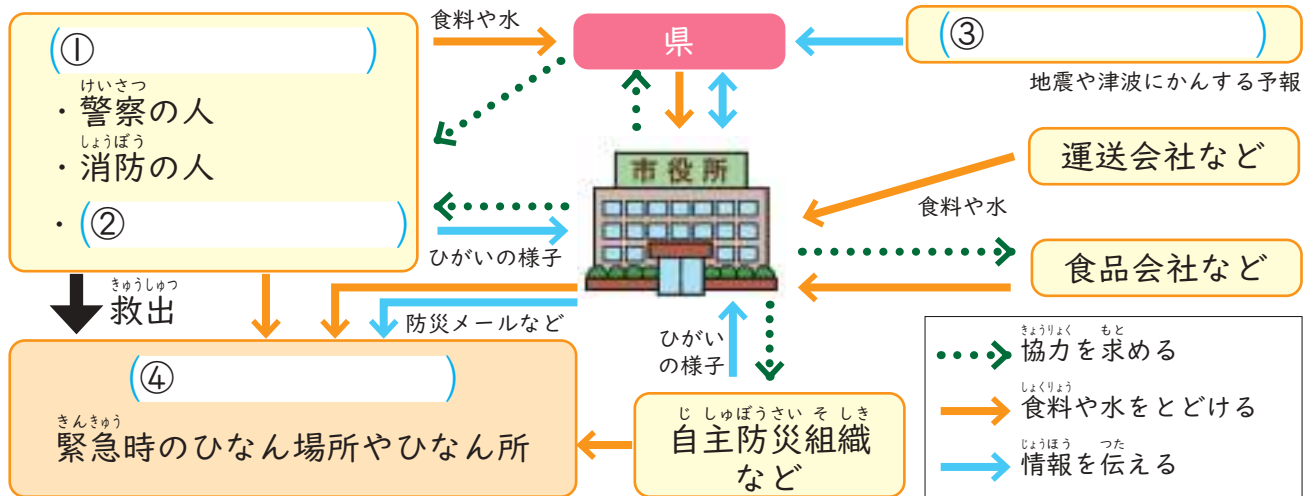 食料や水
県
(① )
(③ )
地震や津波にかんする予報
けいさつ
・警察の人
しょうぼう
・消防の人
・(② )
市役所
運送会社など
食料や水
ひがいの様子
食品会社など
きゅうしゅつ
救出
防災メールなど
ひがい
の様子
(④ )
きんきゅう
緊急時のひなん場所やひなん所
じしゅぼうさいそしき
自主防災組織
など
きょうりょく もと
協力を求める
しょくりょう
食料や水をとどける
じょうほう つた
情報を伝える